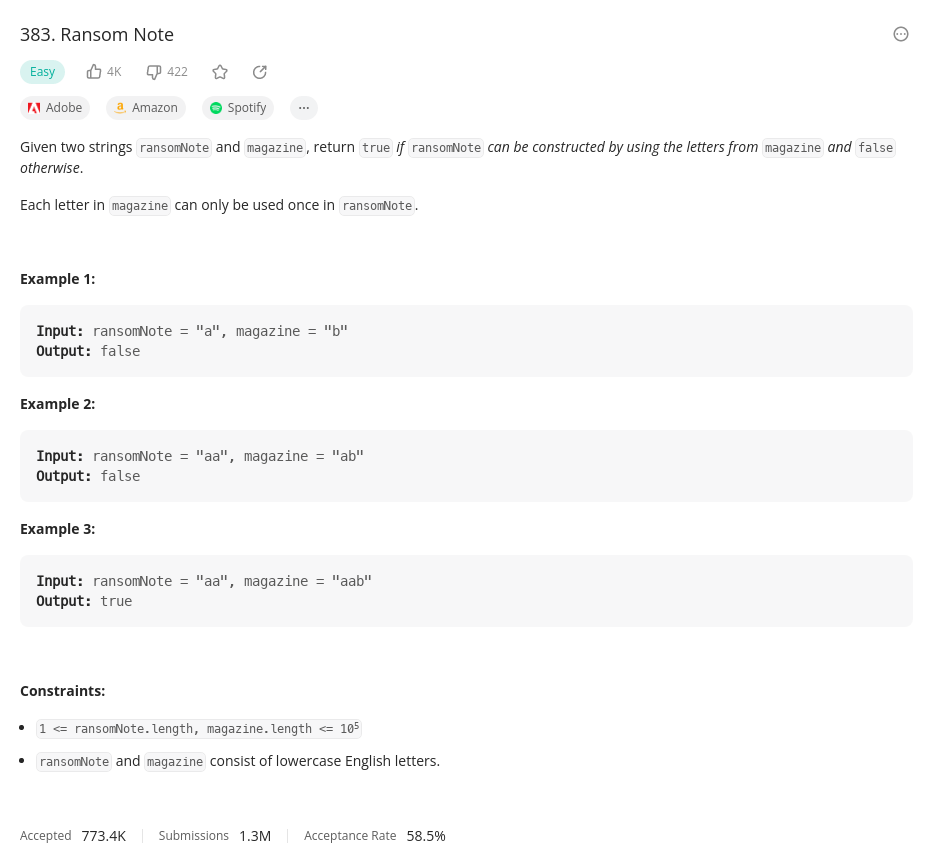 383. Ransom Note
Easy 4K 422
Adobe Amazon Spotify ...
Given two strings ransomNote and magazine, return true if ransomNote can be constructed by using the letters from magazine and false
otherwise.
Each letter in magazine can only be used once in ransomNote.
Example 1:
Input: ransomNote = "a", magazine = "b"
Output: false
Example 2:
Input: ransomNote = "aa", magazine = "ab"
Output: false
Example 3:
Input: ransomNote = "aa", magazine = "aab"
Output: true
Constraints:
• 1 <= ransomNote.length, magazine.length <= 10⁵
• ransomNote and magazine consist of lowercase English letters.
Accepted 773.4K Submissions 1.3M Acceptance Rate 58.5%